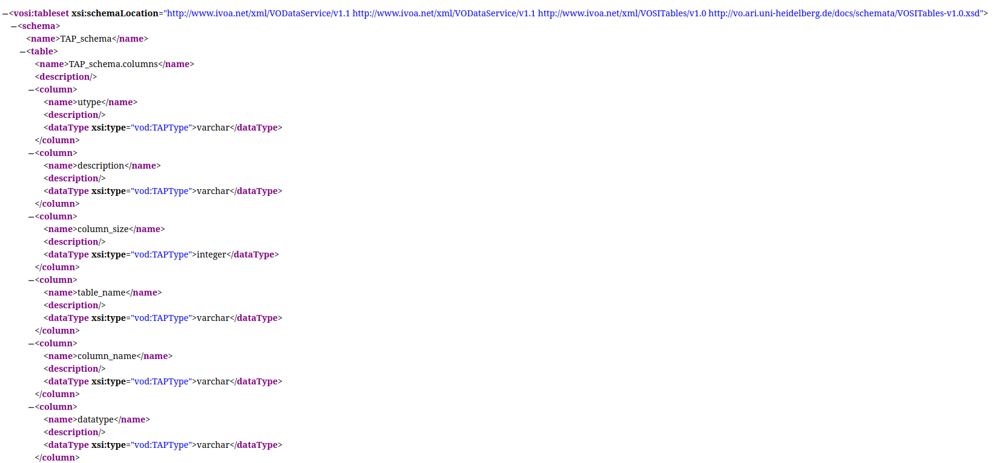 −<vosi:tableset xsi:schemaLocation="http://www.ivoa.net/xml/VODataService/v1.1 http://www.ivoa.net/xml/VODataService/v1.1 http://www.ivoa.net/xml/VOSITables/v1.0 http://vo.ari.uni-heidelberg.de/docs/schemata/VOSITables-v1.0.xsd">
−<schema>
<name>TAP_schema</name>
−<table>
<name>TAP_schema.columns</name>
<description/>
−<column>
<name>utype</name>
<description/>
<dataType xsi:type="vod:TAPType">varchar</dataType>
</column>
−<column>
<name>description</name>
<description/>
<dataType xsi:type="vod:TAPType">varchar</dataType>
</column>
−<column>
<name>column_size</name>
<description/>
<dataType xsi:type="vod:TAPType">integer</dataType>
</column>
−<column>
<name>table_name</name>
<description/>
<dataType xsi:type="vod:TAPType">varchar</dataType>
</column>
−<column>
<name>column_name</name>
<description/>
<dataType xsi:type="vod:TAPType">varchar</dataType>
</column>
−<column>
<name>datatype</name>
<description/>
<dataType xsi:type="vod:TAPType">varchar</dataType>
</column>